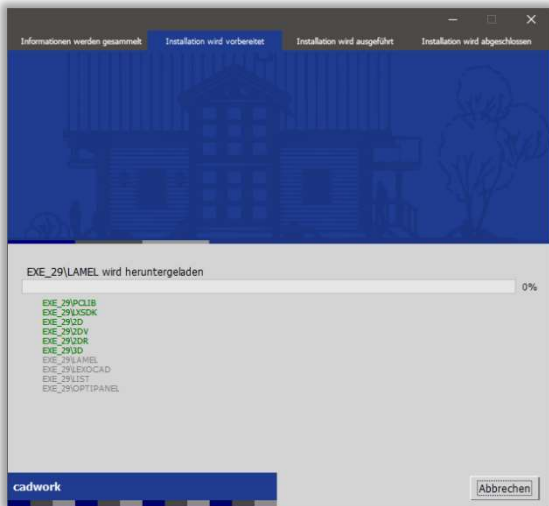 Informationen werden gesammelt Installation wird vorbereitet Installation wird ausgeführt Installation wird abgeschlossen
EXE_29\LAMEL wird heruntergeladen
0%
EXE_29\PCLIB
EXE_29\LXSDK
EXE_29\2D
EXE_29\2DV
EXE_29\2DR
EXE_29\3D
EXE_29\LAMEL
EXE_29\LEXOCAD
EXE_29\LIST
EXE_29\OPTIPANEL
cadwork
Abbrechen